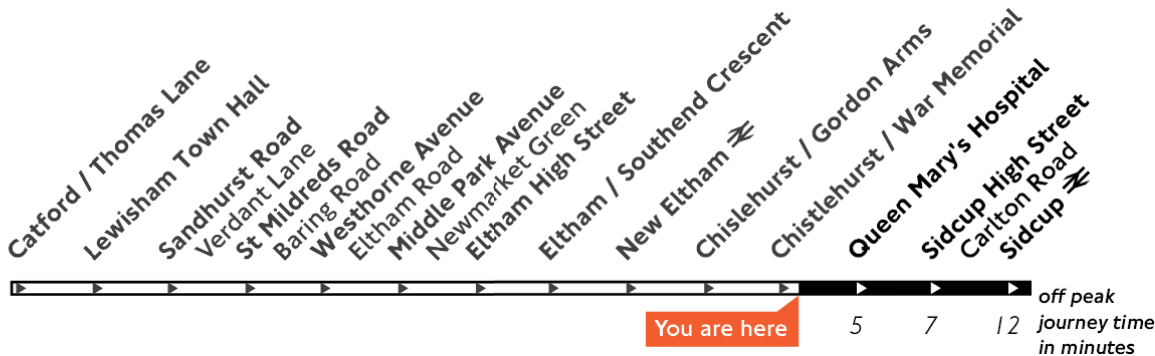 Catford / Thomas Lane
Lewisham Town Hall
Sandhurst Road
Verdant Lane
St Mildreds Road
Baring Road
Westhorne Avenue
Eltham Road
Middle Park Avenue
Newmarket Green
Eltham High Street
Eltham / Southend Crescent
New Eltham
Chislehurst / Gordon Arms
Chistlehurst / War Memorial
Queen Mary's Hospital
Sidcup High Street
Carlton Road
Sidcup
You are here
5 7 12
off peak
journey time
in minutes